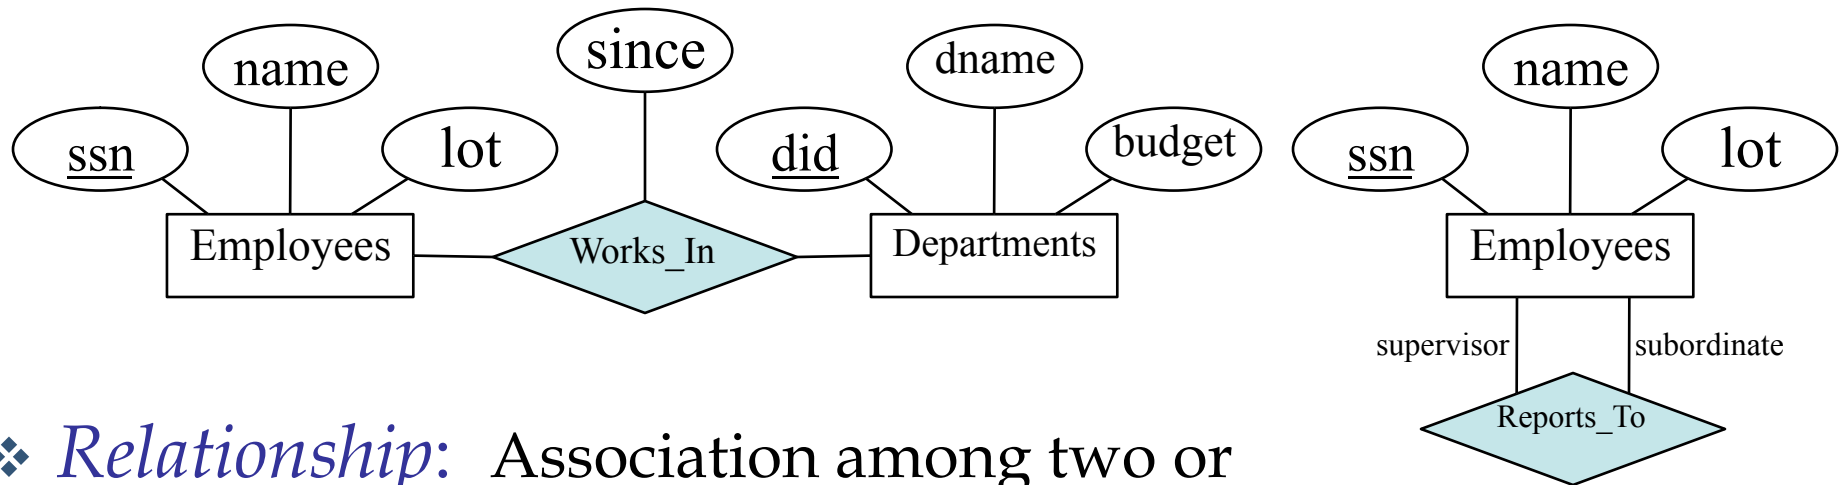 since
name
dname
name
ssn
lot
did
budget
ssn
lot
Employees
Works_In
Departments
Employees
supervisor
subordinate
Reports_To
Relationship: Association among two or